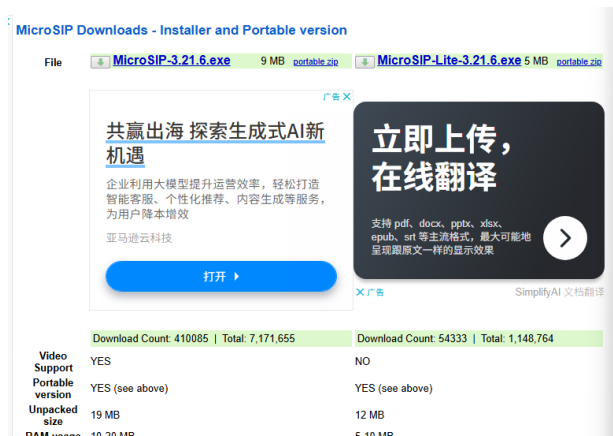 MicroSIP Downloads - Installer and Portable version
File MicroSIP-3.21.6.exe 9 MB portable zip MicroSIP-Lite-3.21.6.exe 5 MB portable zip
广告
共赢出海 探索生成式AI新
机遇
企业利用大模型提升运营效率，轻松打造
智能客服、个性化推荐、内容生成等服务，
为用户降本增效
亚马逊云科技
打开
立即上传，
在线翻译
支持 pdf、docx、pptx、xlsx、
epub、srt 等主流格式，最大可能地
呈现跟原文一样的显示效果
广告 SimplifyAI 文档翻译
Download Count: 410085 | Total: 7,171,655 Download Count: 54333 | Total: 1,148,764
Video
Support YES NO
Portable
version YES (see above) YES (see above)
Unpacked
size 19 MB 12 MB
RAM usage 10-20 MB 5-10 MB